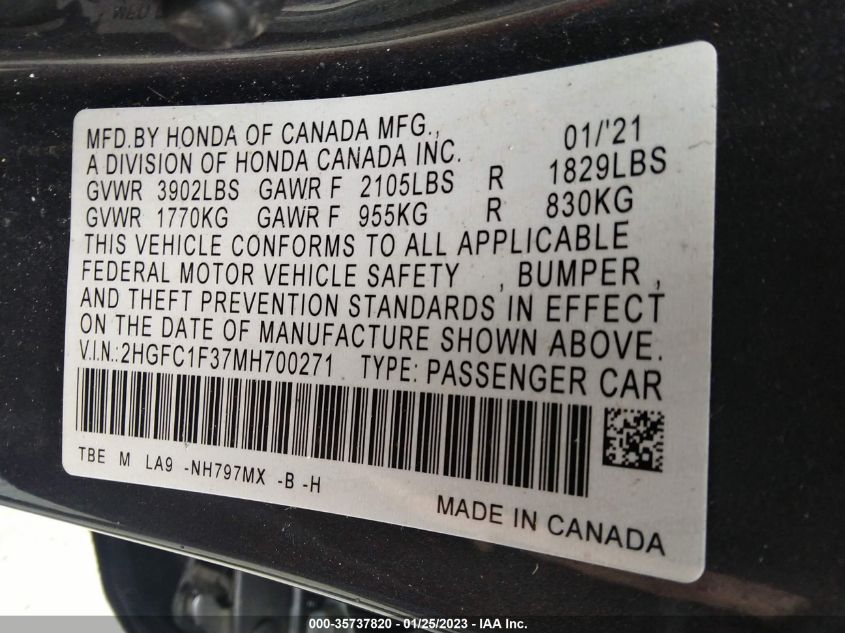 MFD.BY HONDA OF CANADA MFG., 01/'21
A DIVISION OF HONDA CANADA INC.
GVWR 3902LBS GAWR F 2105LBS R 1829LBS
GVWR 1770KG GAWR F 955KG R 830KG
THIS VEHICLE CONFORMS TO ALL APPLICABLE
FEDERAL MOTOR VEHICLE SAFETY , BUMPER ,
AND THEFT PREVENTION STANDARDS IN EFFECT
ON THE DATE OF MANUFACTURE SHOWN ABOVE.
V.I.N.:2HGFC1F37MH700271 TYPE: PASSENGER CAR
TBE M LA9 -NH797MX -B -H
MADE IN CANADA
000-35737820 - 01/25/2023 - IAA Inc.